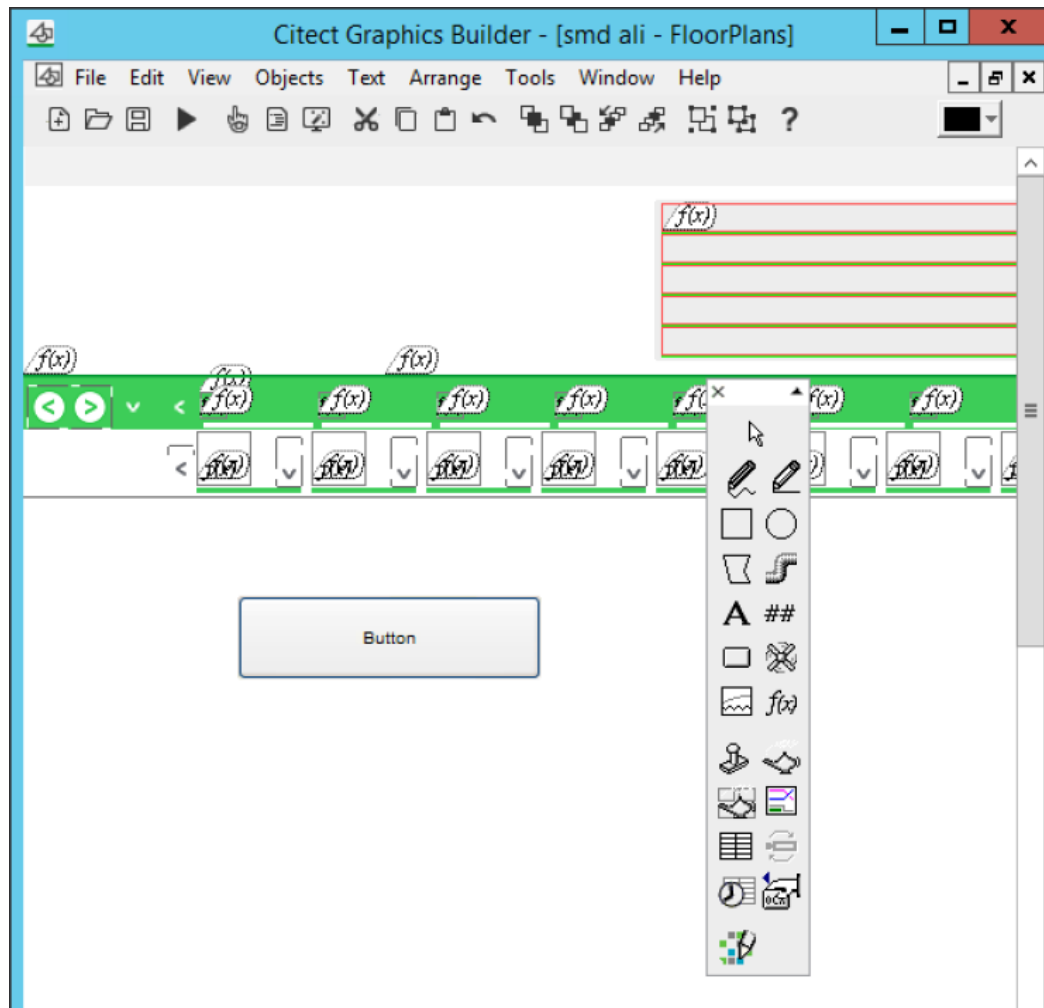 Citect Graphics Builder - [smd ali - FloorPlans]
File Edit View Objects Text Arrange Tools Window Help
?
f(x)
f(x) f(x)
f(x)
f(x) f(x) f(x) f(x) f(x) f(x)
Button
A ##
f(x)